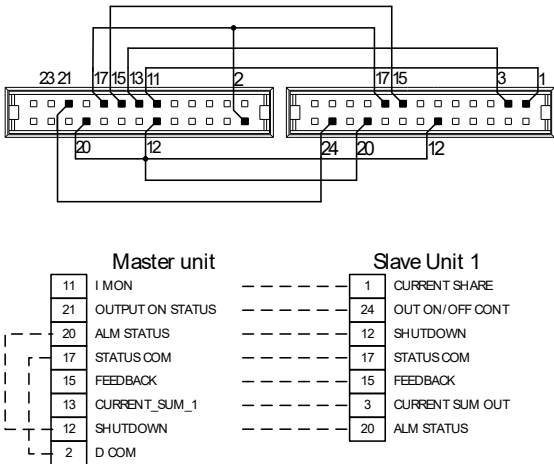 23 21 17 15 13 11 2 17 15 3 1
20 12 24 20 12
Master unit Slave Unit 1
11 I MON 1 CURRENT SHARE
21 OUTPUT ON STATUS 24 OUT ON/OFF CONT
20 ALM STATUS 12 SHUTDOWN
17 STATUS COM 17 STATUS COM
15 FEEDBACK 15 FEEDBACK
13 CURRENT_SUM_1 3 CURRENT SUM OUT
12 SHUTDOWN 20 ALM STATUS
2 D COM